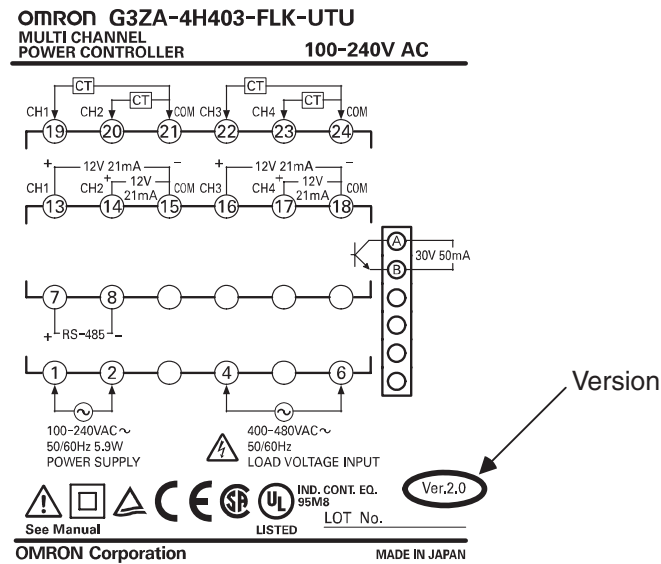 OMRON G3ZA-4H403-FLK-UTU
MULTI CHANNEL
POWER CONTROLLER 100-240V AC
CT CT
CT CT
CH1 CH2 COM CH3 CH4 COM
19 20 21 22 23 24
+ 12V 21mA - + 12V 21mA -
CH1 CH2 + 12V 21mA COM CH3 CH4 + 12V 21mA COM
13 14 15 16 17 18
A
30V 50mA
B
7 8
+ RS-485 -
1 2 4 6
100-240VAC~
50/60Hz 5.9W
POWER SUPPLY
400-480VAC~
50/60Hz
LOAD VOLTAGE INPUT
Version
Ver.2.0
See Manual
CE
SA
UL
LISTED
IND. CONT. EQ.
95M8
LOT No.
OMRON Corporation MADE IN JAPAN